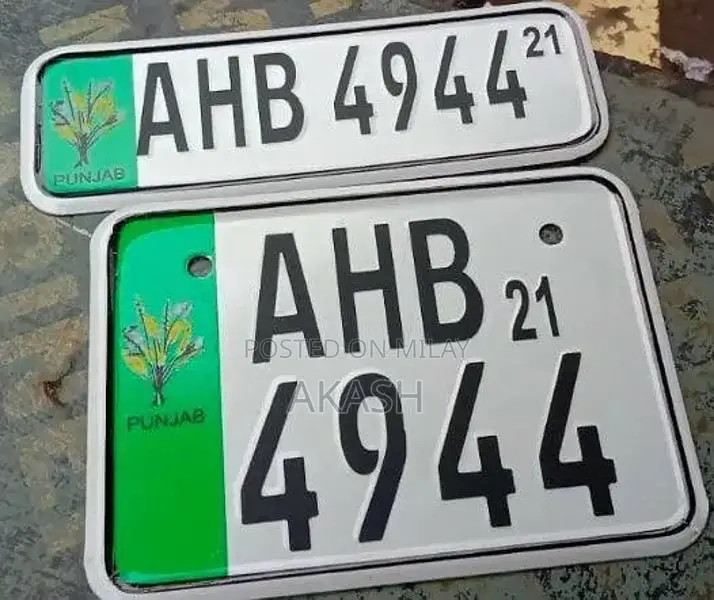 AHB 4944 21
PUNJAB
AHB 21
POSTED ON MILAY
AKASH
4944
PUNJAB